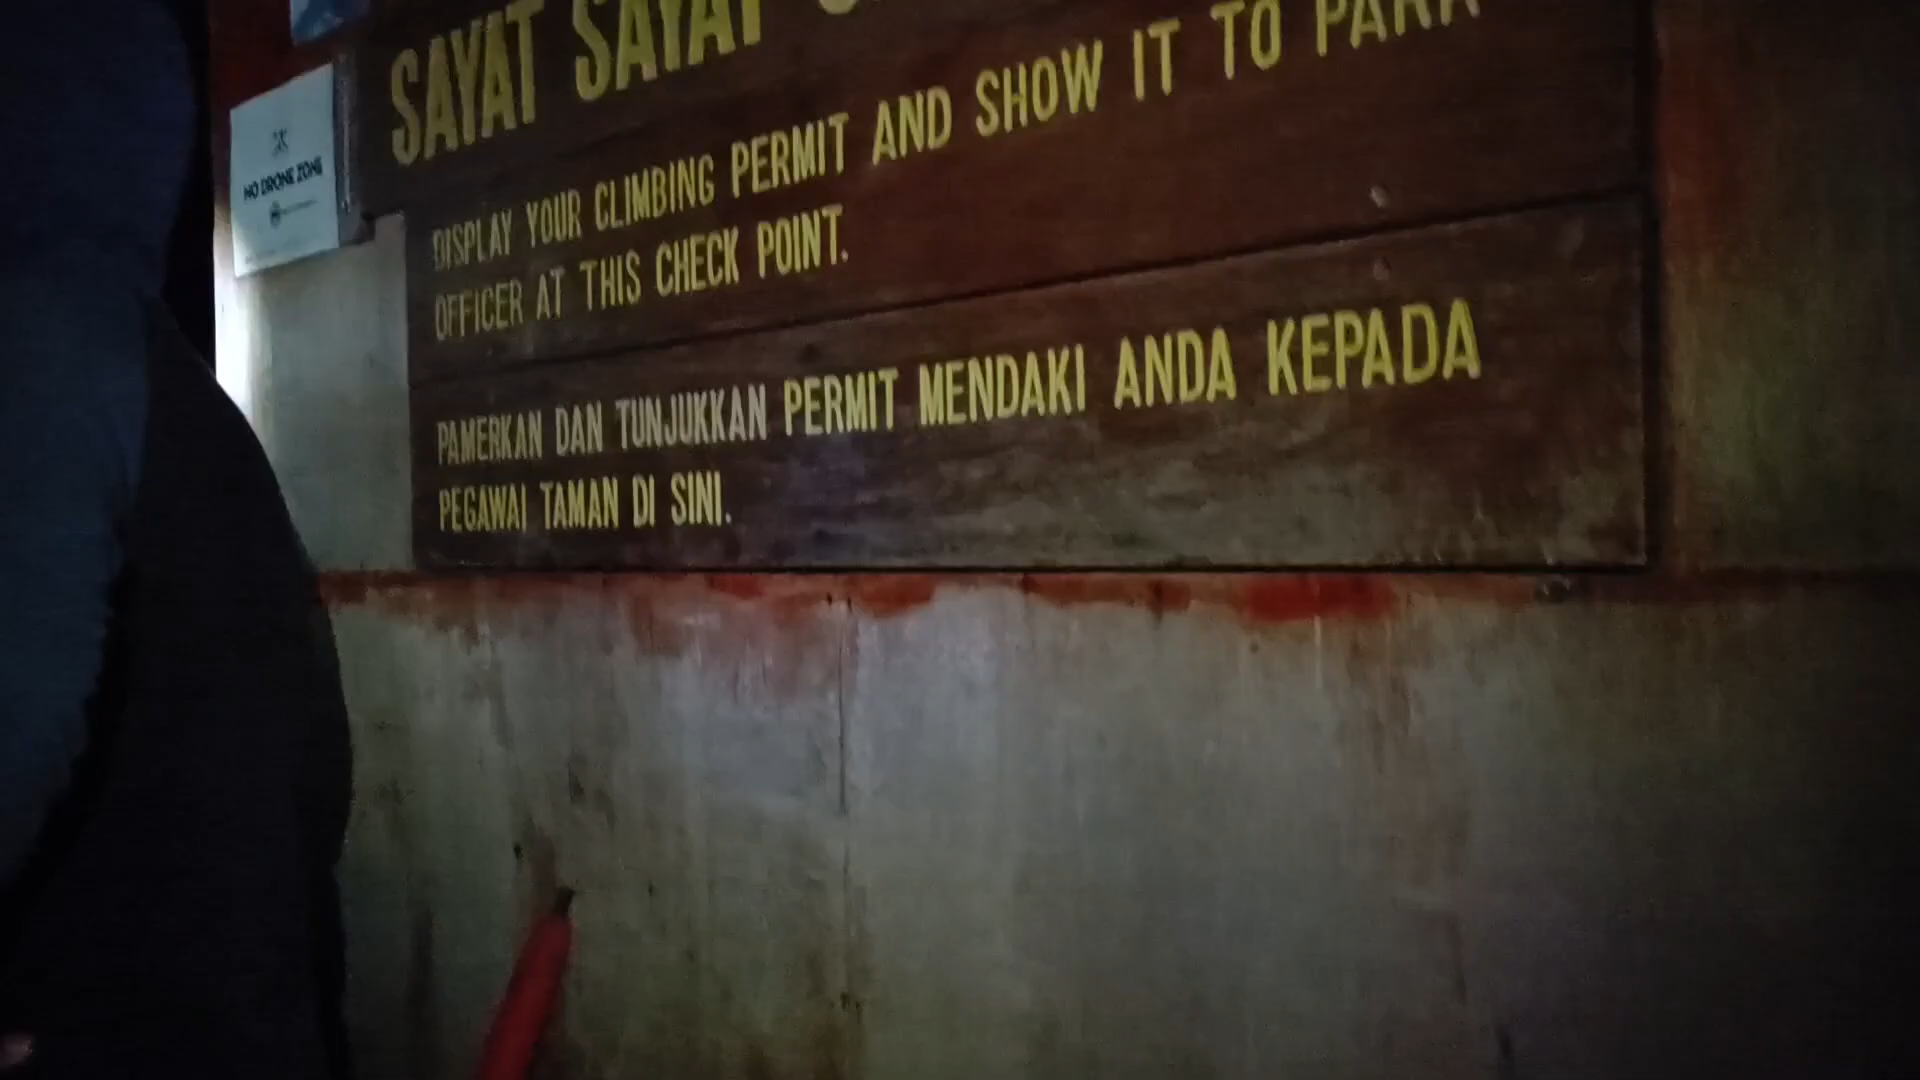 SAYAT SAYAT
DISPLAY YOUR CLIMBING PERMIT AND SHOW IT TO PARA
OFFICER AT THIS CHECK POINT.
PAMERKAN DAN TUNJUKKAN PERMIT MENDAKI ANDA KEPADA
PEGAWAI TAMAN DI SINI.
NO DRONE ZONE